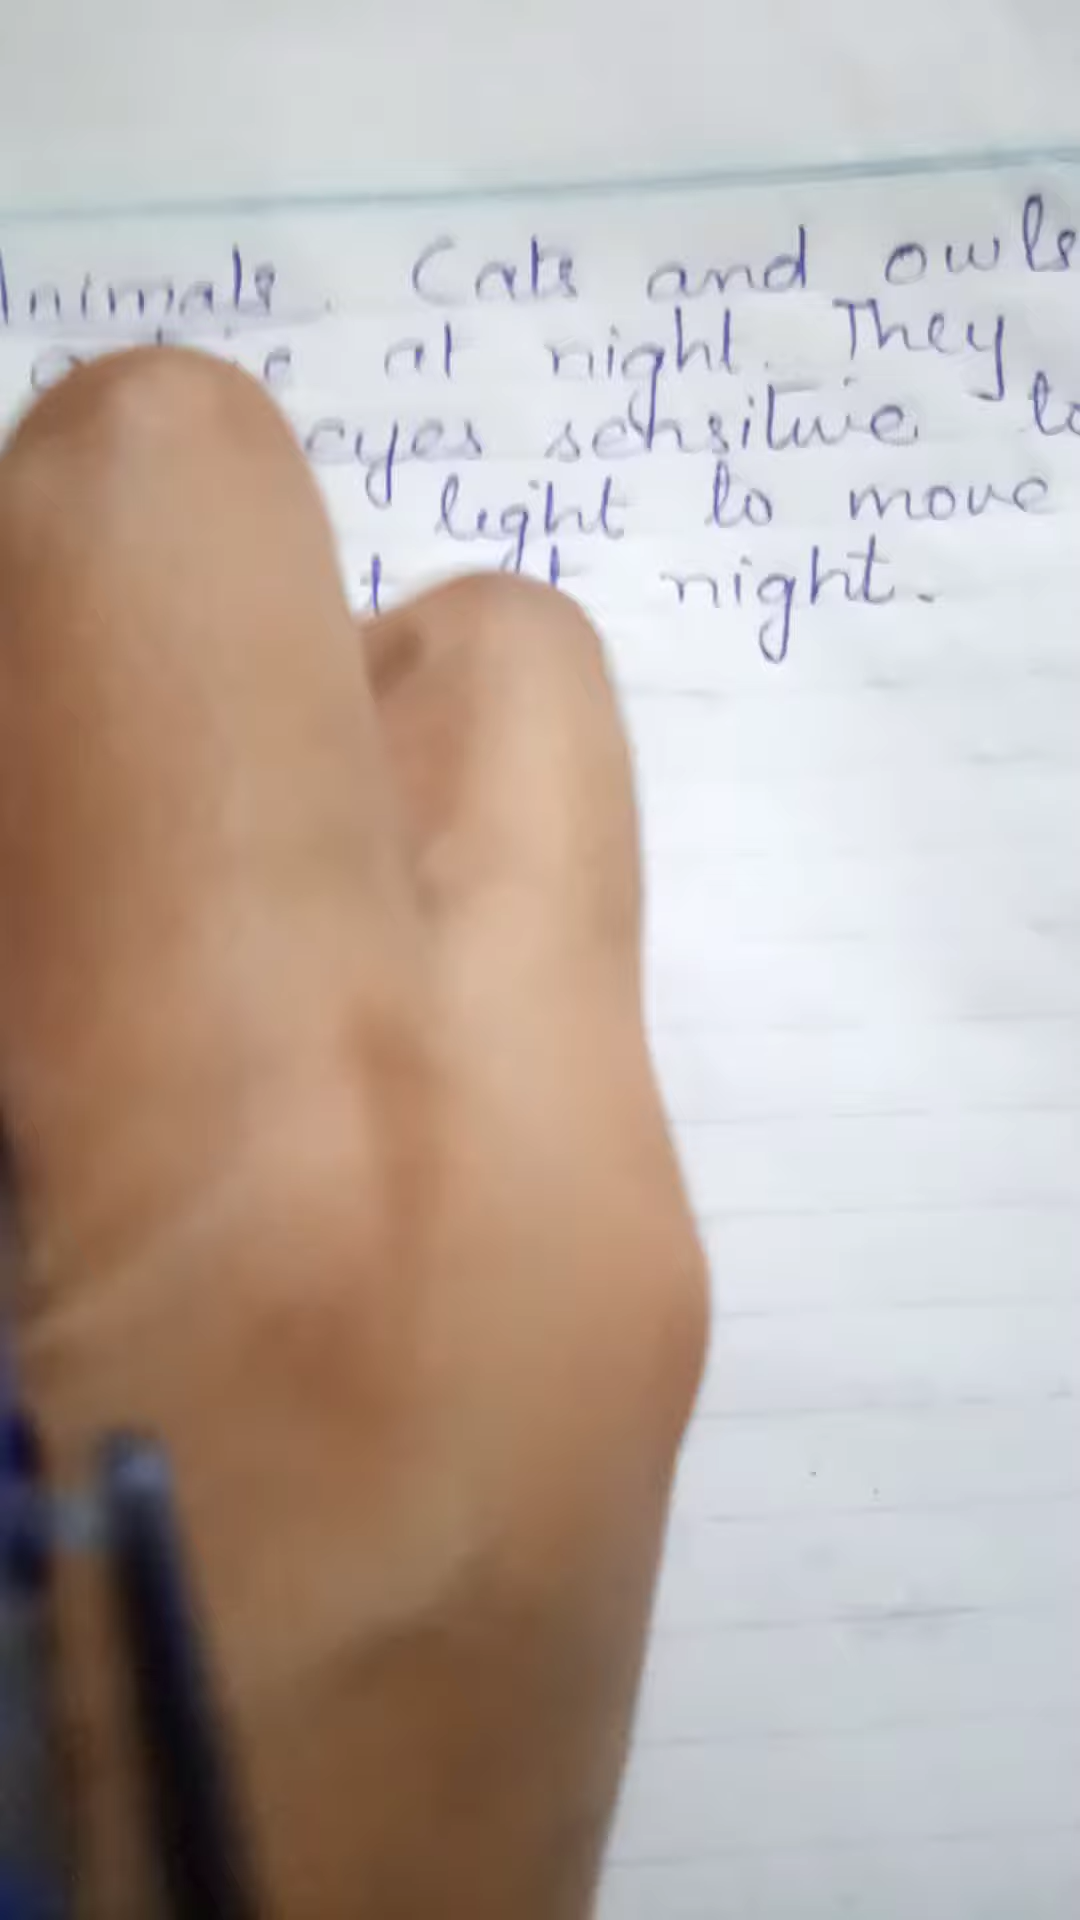 Animals. Cats and owls
at night. They
eyes sensitive to
light to move
night.